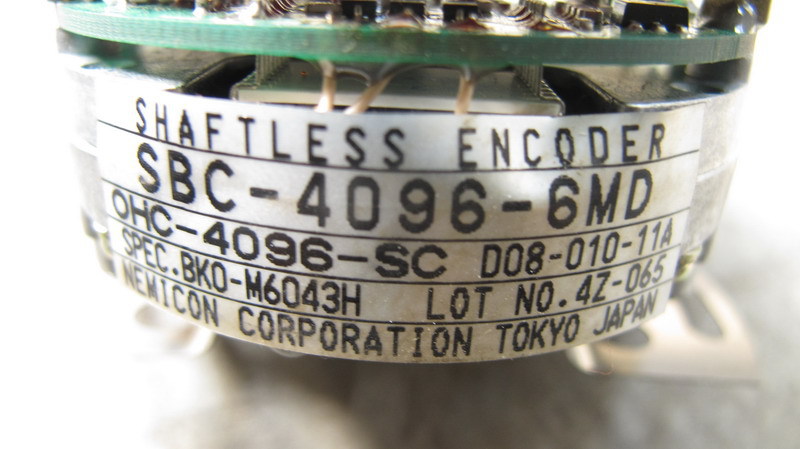 SHAFTLESS ENCODER
SBC-4096-6MD
OHC-4096-SC D08-010-11A
SPEC.BKO-M6043H LOT NO.4Z-065
NEMICON CORPORATION TOKYO JAPAN